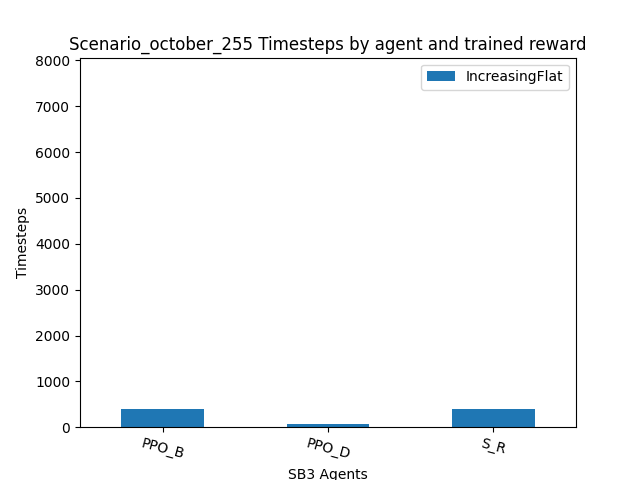 Scenario_october_255 Timesteps by agent and trained reward
IncreasingFlat
8000
7000
6000
5000
4000
3000
2000
1000
0
Timesteps
PPO_B
PPO_D
S_R
SB3 Agents